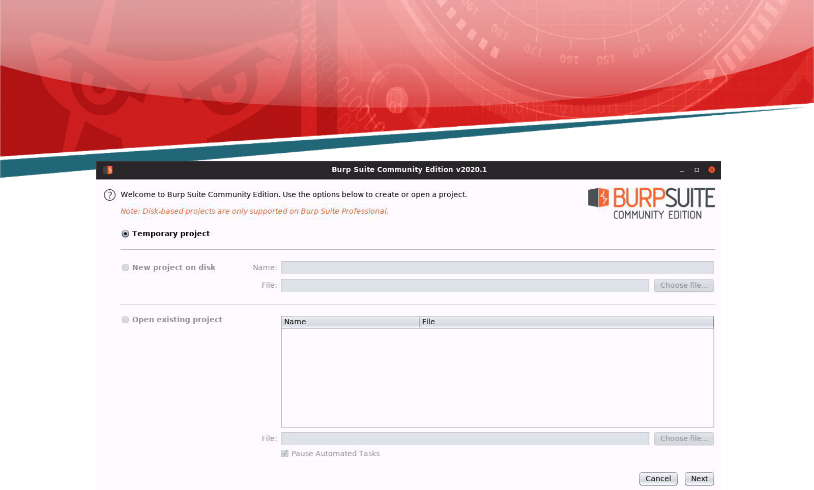 Burp Suite Community Edition v2020.1
Welcome to Burp Suite Community Edition. Use the options below to create or open a project.
Note: Disk-based projects are only supported on Burp Suite Professional.
BURPSUITE
COMMUNITY EDITION
Temporary project
New project on disk
Name:
File:
Choose file...
Open existing project
Name
File
File:
Choose file...
Pause Automated Tasks
Cancel
Next